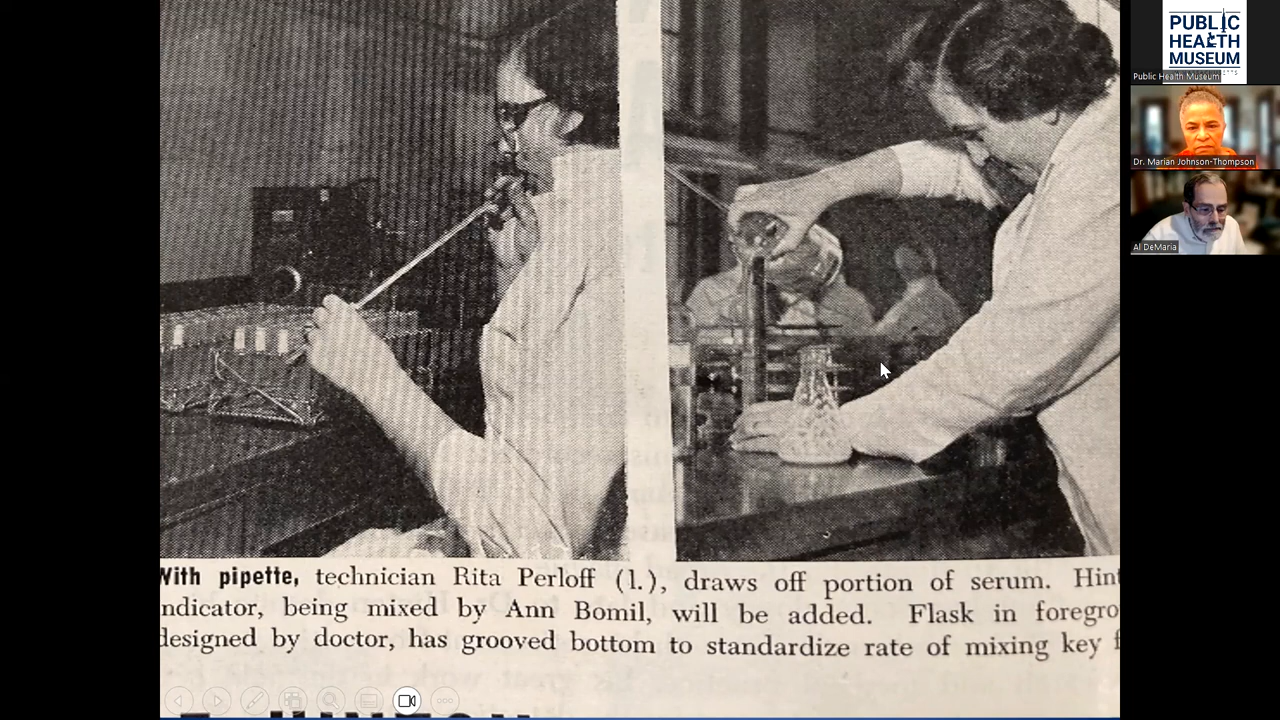 With pipette, technician Rita Perloff (l.), draws off portion of serum.
ndicator, being mixed by Ann Bomil, will be added. Flask in
designed by doctor, has grooved bottom to standardize rate of mixing key
PUBLIC
HEALTH
MUSEUM
Public Health Museum
Dr. Marian Johnson-Thompson
Al DeMaria